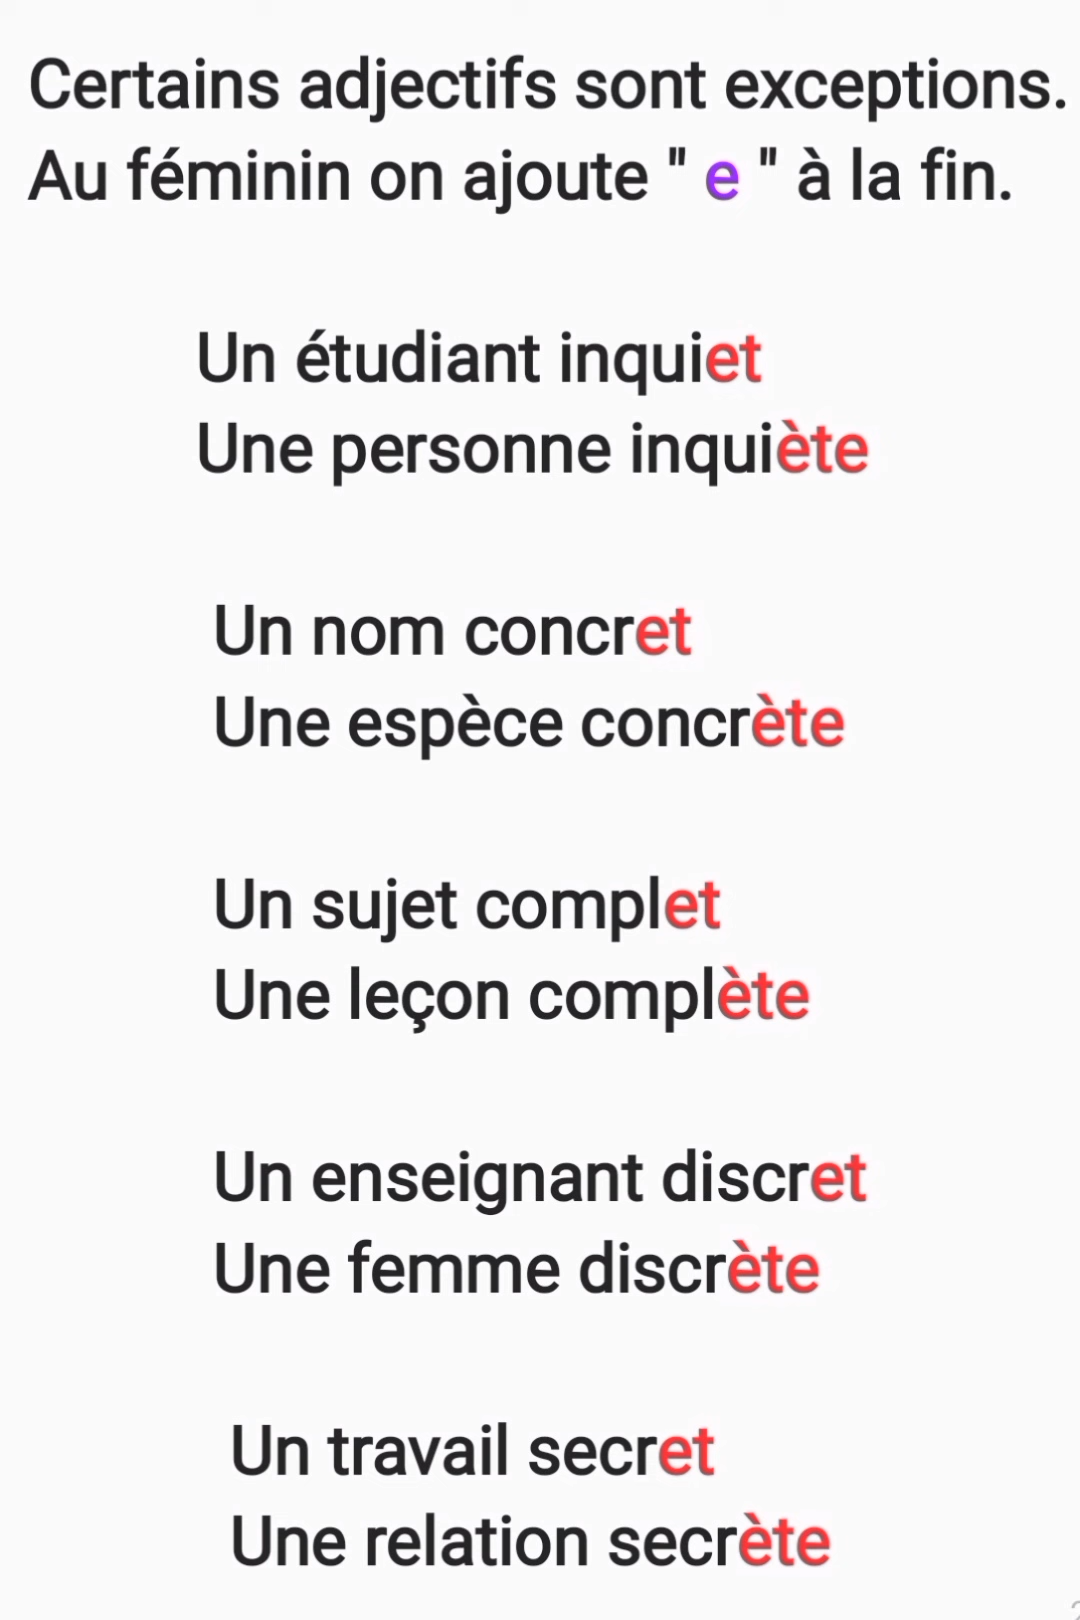 Certains adjectifs sont exceptions.
Au féminin on ajoute " e " à la fin.
Un étudiant inquiet
Une personne inquiète
Un nom concret
Une espèce concrète
Un sujet complet
Une leçon complète
Un enseignant discret
Une femme discrète
Un travail secret
Une relation secrète